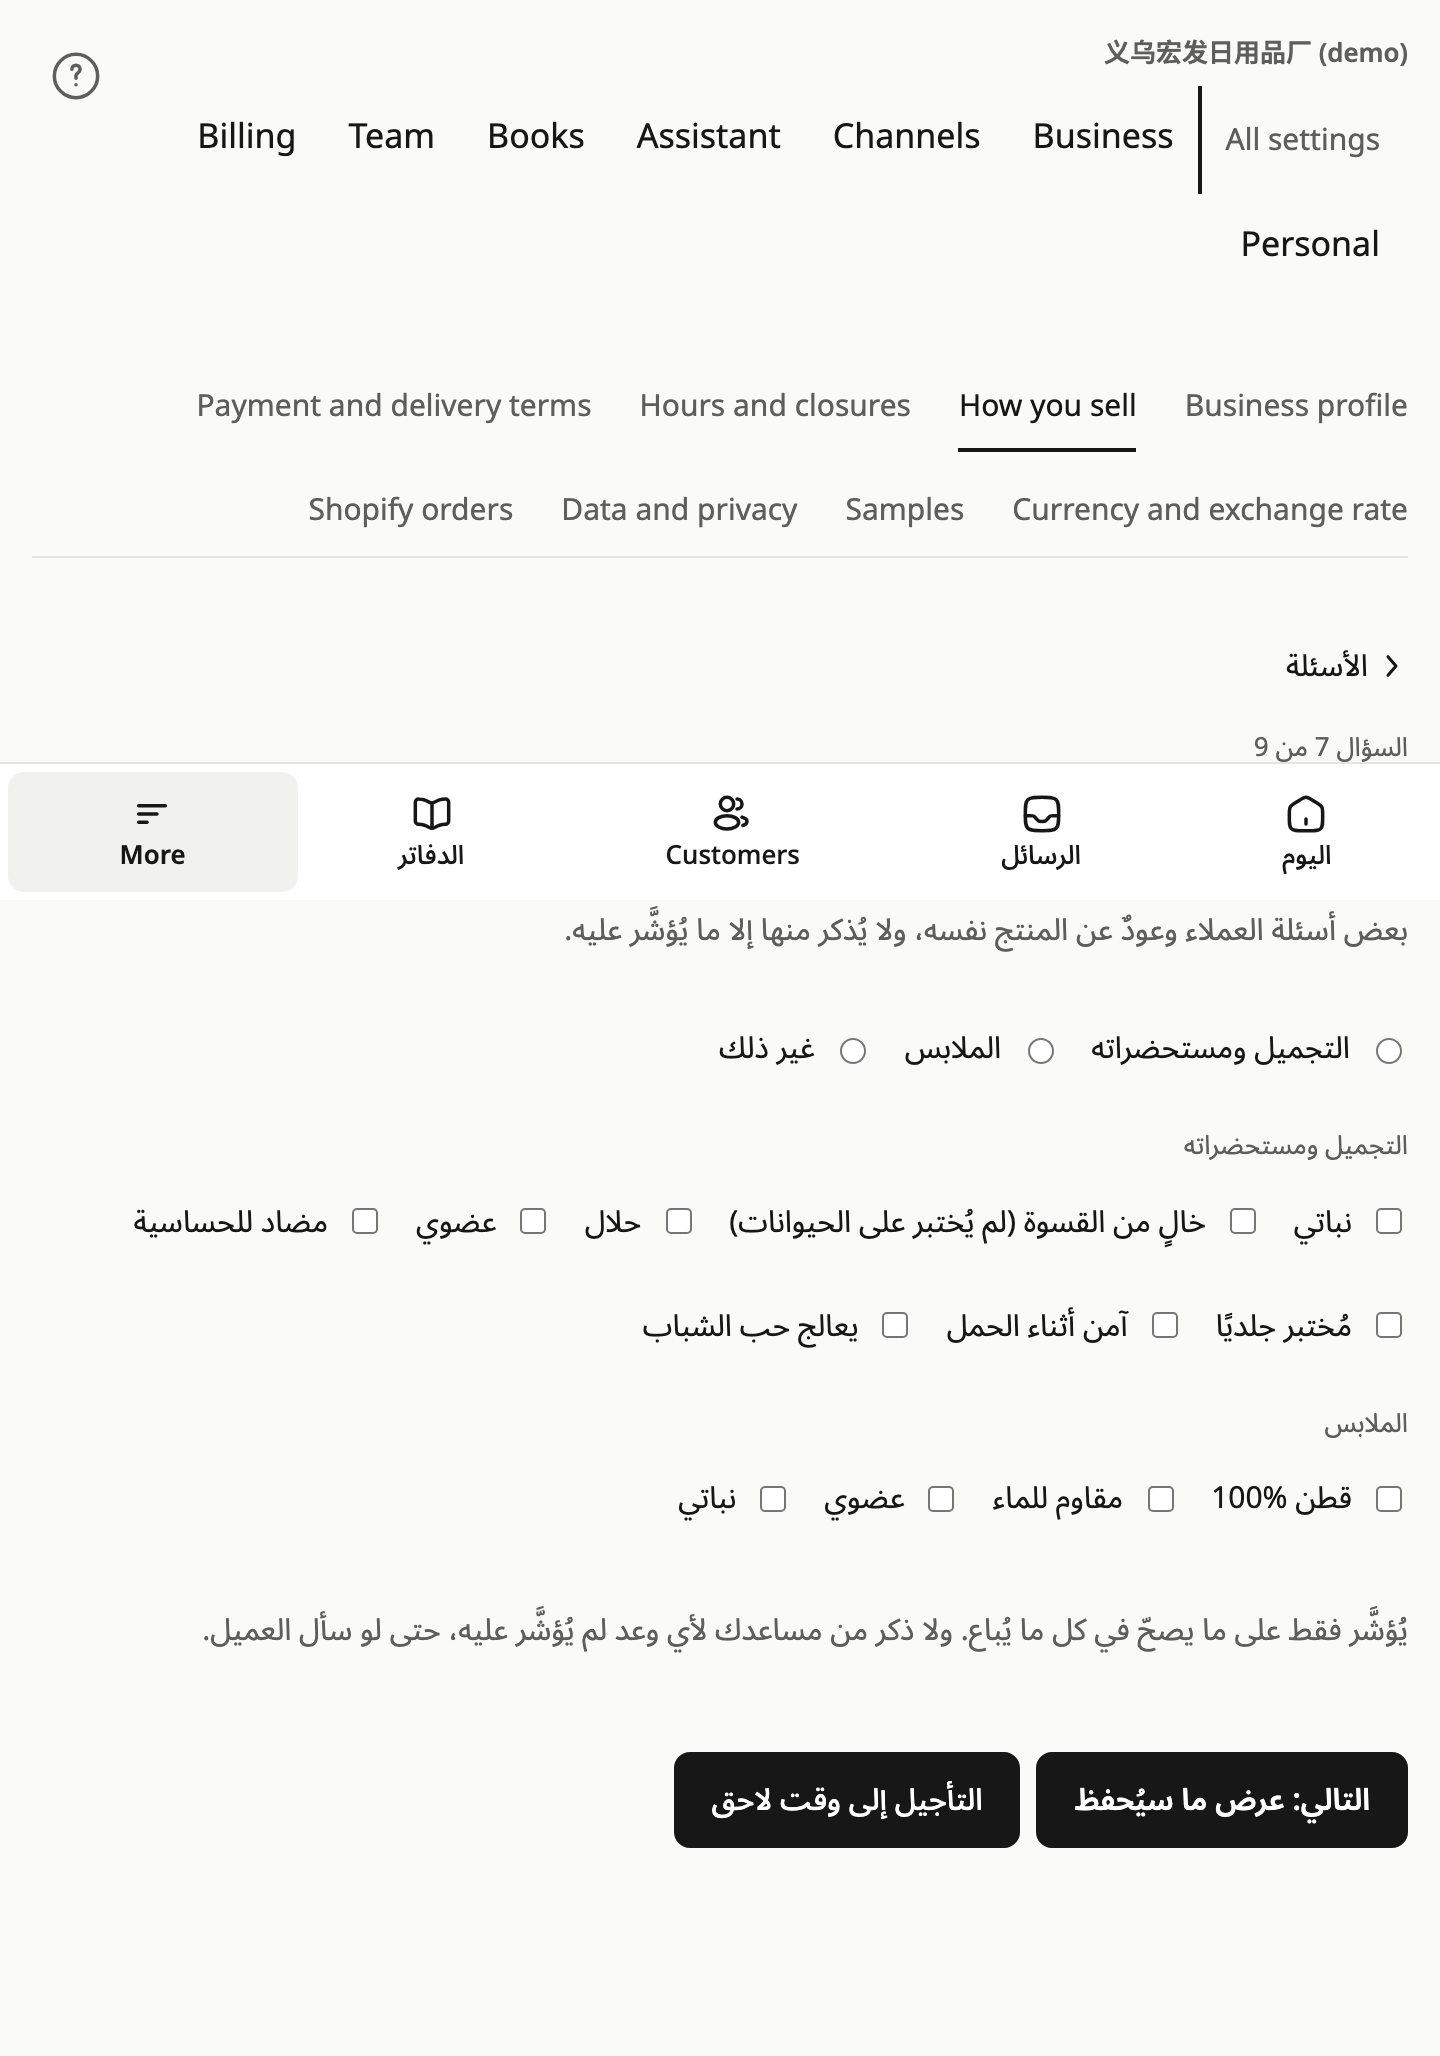 义乌宏发日用品厂 (demo)
All settings
Business
Channels
Assistant
Books
Team
Billing
Personal
Business profile
How you sell
Hours and closures
Payment and delivery terms
Currency and exchange rate
Samples
Data and privacy
Shopify orders
الأسئلة
السؤال 7 من 9
اليوم
الرسائل
Customers
الدفاتر
More
بعض أسئلة العملاء وعودٌ عن المنتج نفسه، ولا يُذكر منها إلا ما يُؤشَّر عليه.
التجميل ومستحضراته
الملابس
غير ذلك
التجميل ومستحضراته
نباتي
خالٍ من القسوة (لم يُختبر على الحيوانات)
حلال
عضوي
مضاد للحساسية
مُختبر جلديًا
آمن أثناء الحمل
يعالج حب الشباب
الملابس
قطن 100%
مقاوم للماء
عضوي
نباتي
يُؤشَّر فقط على ما يصحّ في كل ما يُباع. ولا ذكر من مساعدك لأي وعد لم يُؤشَّر عليه، حتى لو سأل العميل.
التالي: عرض ما سيُحفظ
التأجيل إلى وقت لاحق